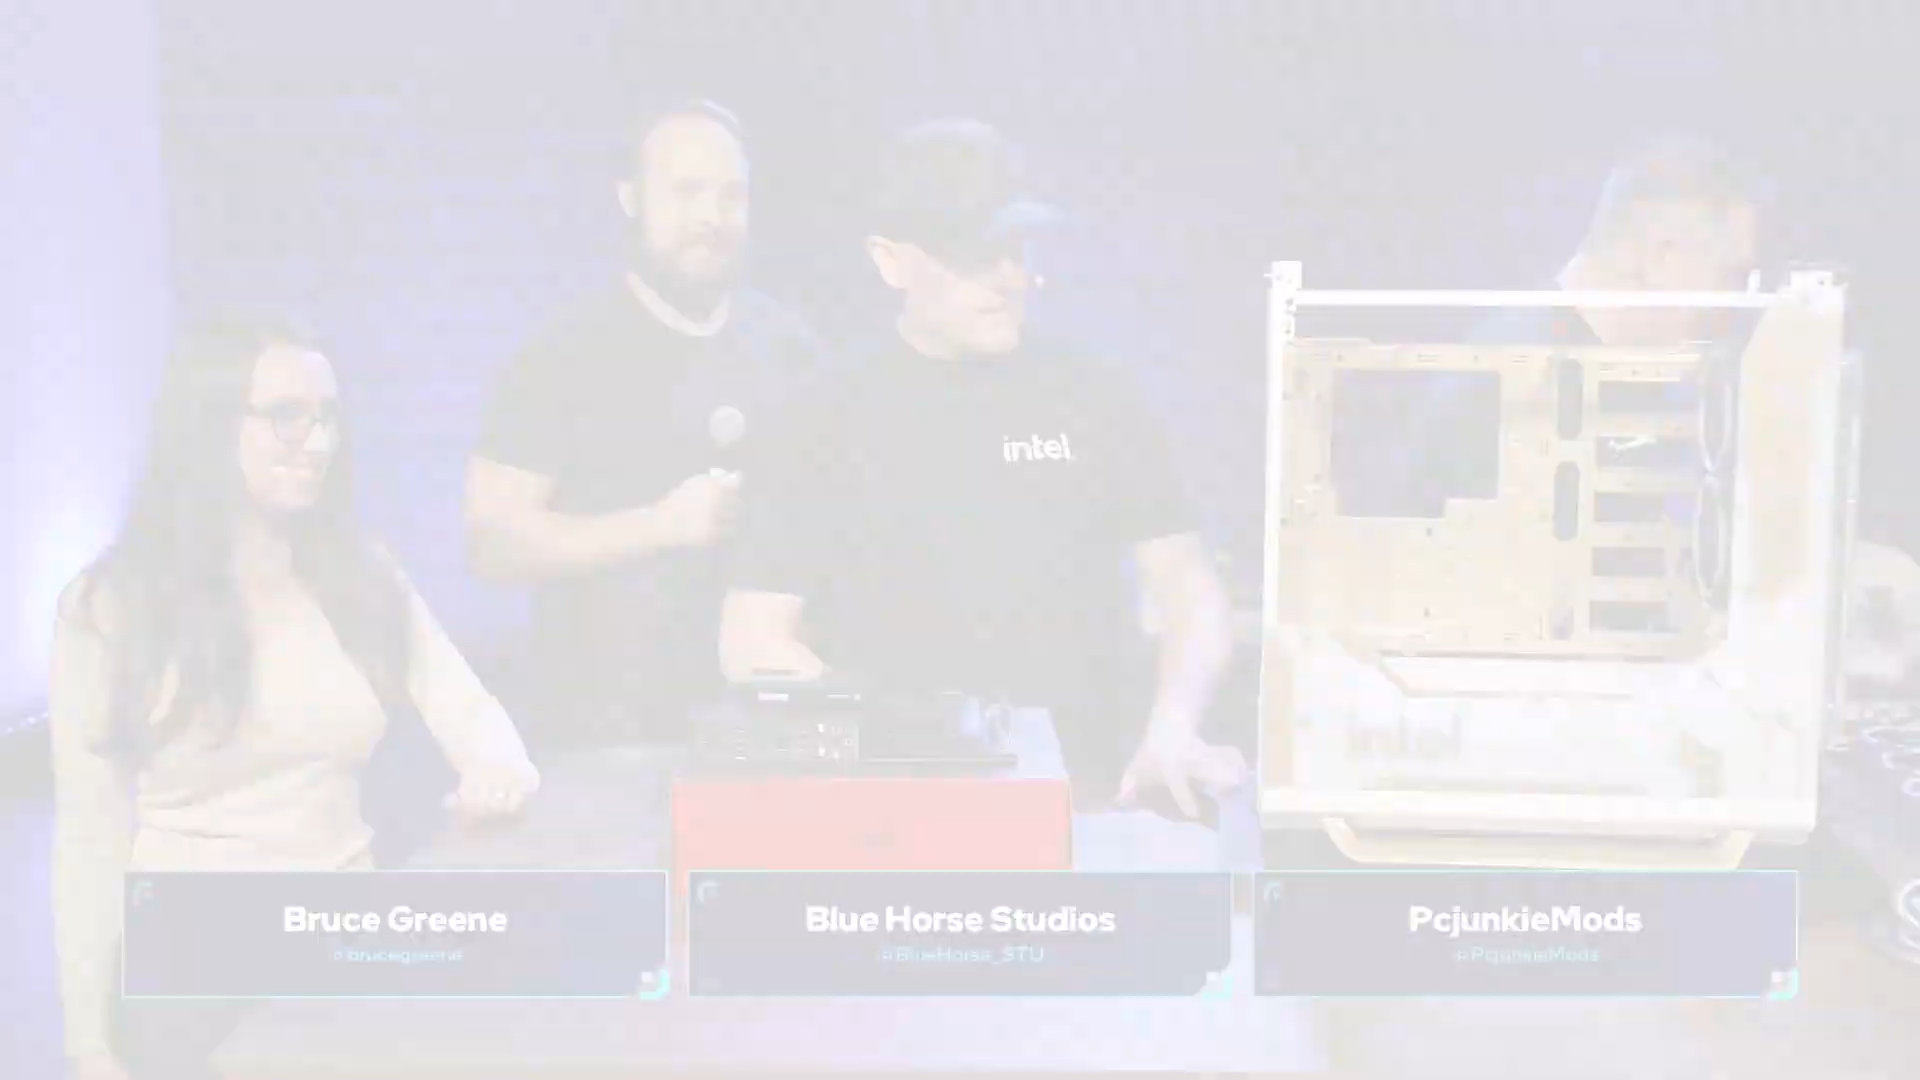 intel
intel
Bruce Greene
@brucegreene
Blue Horse Studios
@BlueHorse_STU
PcjunkieMods
@PcjunkieMods